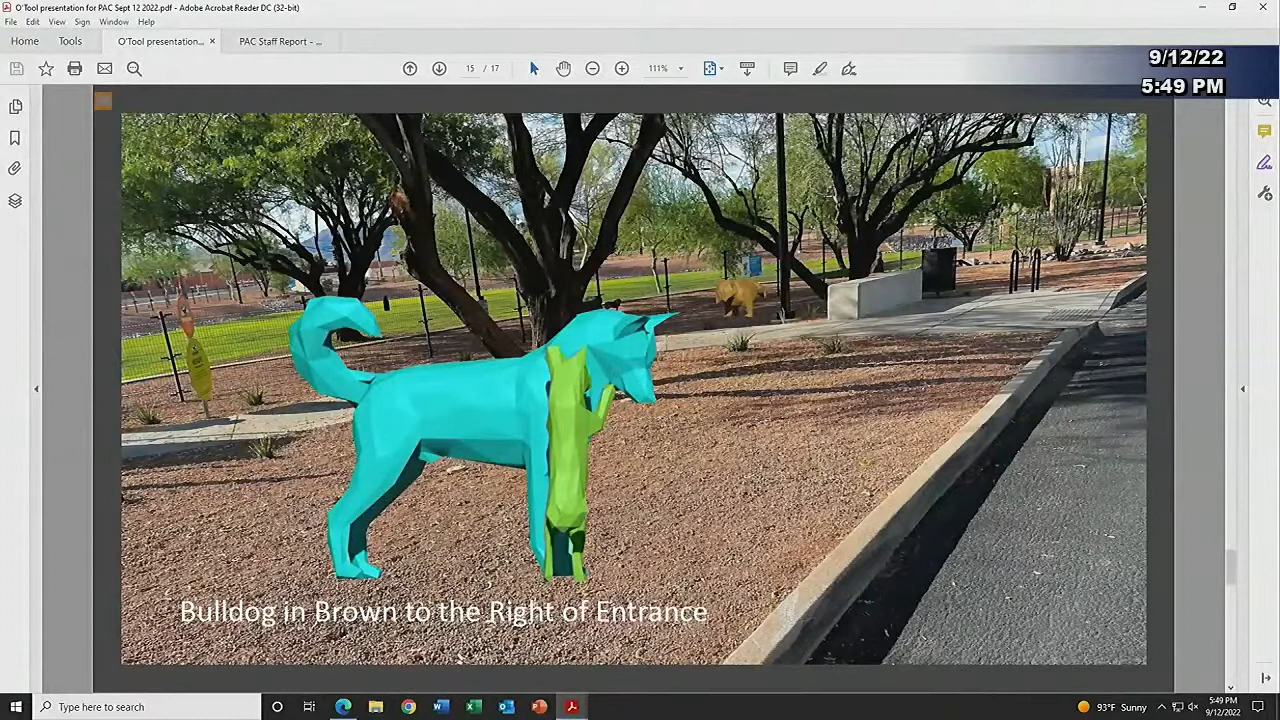 O'Tool presentation for PAC Sept 12 2022.pdf - Adobe Acrobat Reader DC (32-bit)
File Edit View Sign Window Help
Home Tools O'Tool presentation... × PAC Staff Report - ...
15 / 17 111%
9/12/22
5:49 PM
Bulldog in Brown to the Right of Entrance
Type here to search
93°F Sunny
5:49 PM
9/12/2022